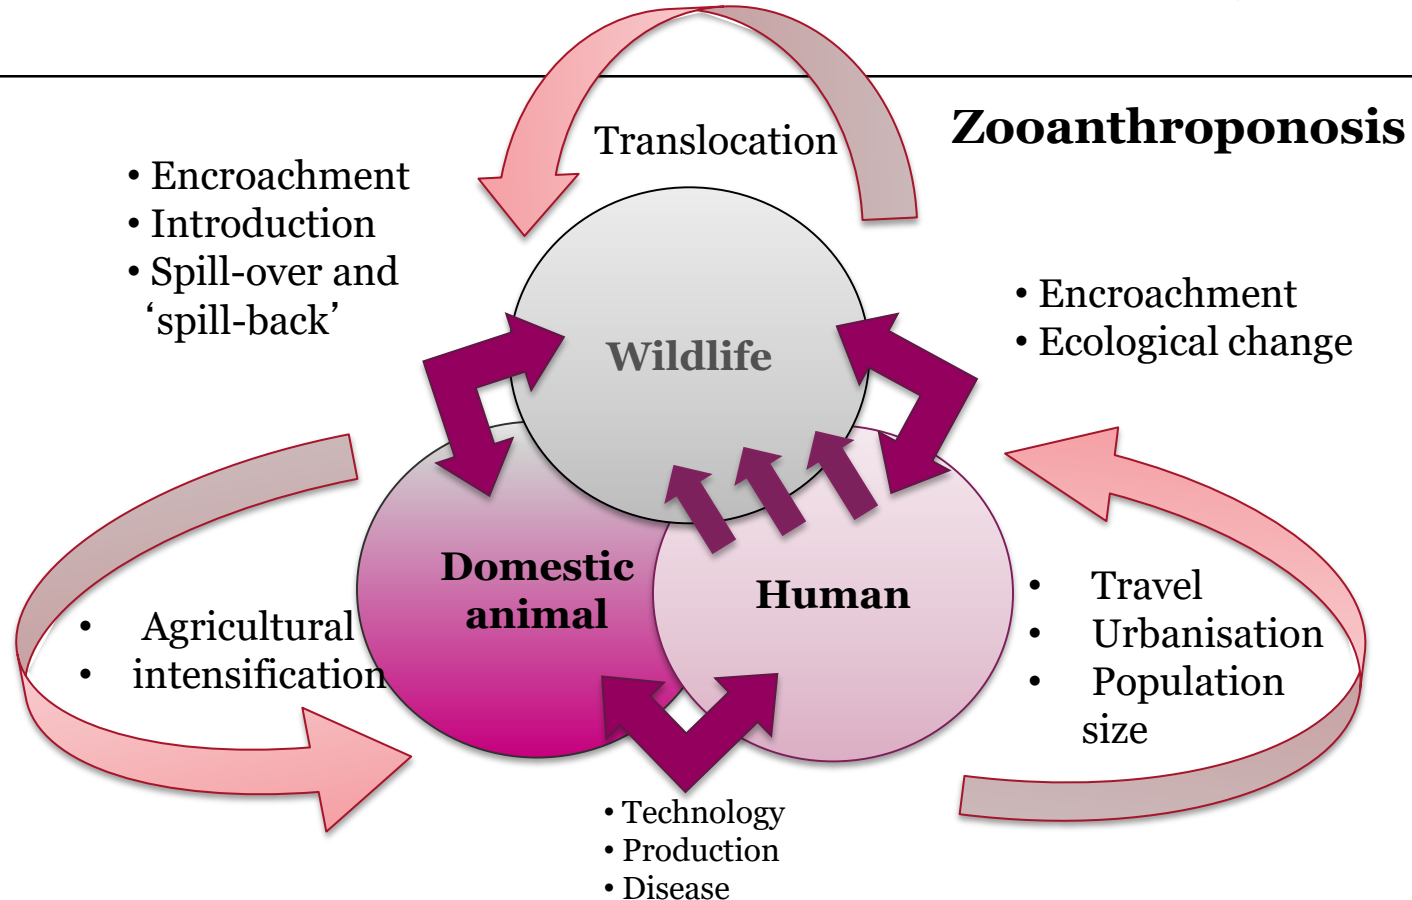 Zooanthroponosis
Translocation
• Encroachment
• Introduction
• Spill-over and
‘spill-back’
• Encroachment
• Ecological change
Wildlife
Domestic
animal
Human
• Agricultural
• intensification
• Travel
• Urbanisation
• Population
size
• Technology
• Production
• Disease